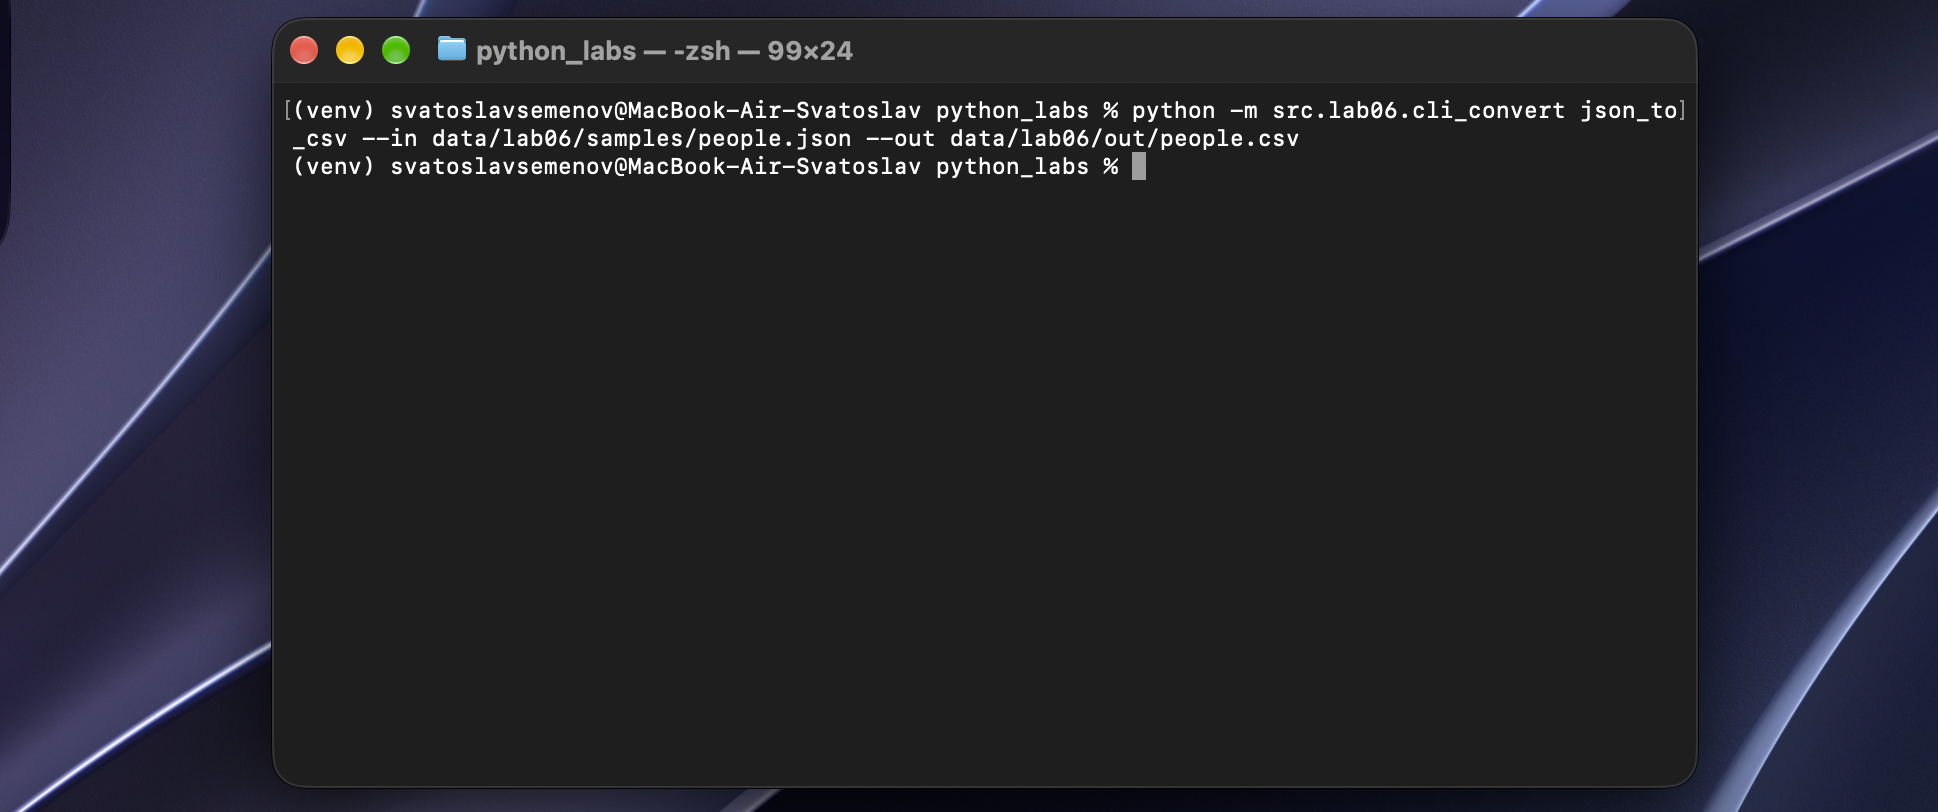 python_labs — -zsh — 99×24
[(venv) svatoslavsemenov@MacBook-Air-Svatoslav python_labs % python -m src.lab06.cli_convert json_to]
_csv --in data/lab06/samples/people.json --out data/lab06/out/people.csv
(venv) svatoslavsemenov@MacBook-Air-Svatoslav python_labs %